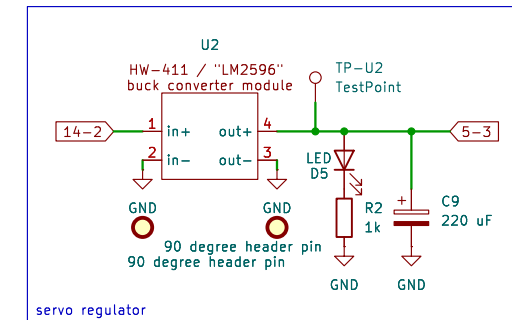 U2
HW-411 / "LM2596"
buck converter module
TP-U2
TestPoint
14-2
1
in+
out+
4
5-3
2
in-
out-
3
LED
D5
R2
1k
+
C9
220 uF
GND
GND
90 degree header pin
90 degree header pin
GND
GND
servo regulator